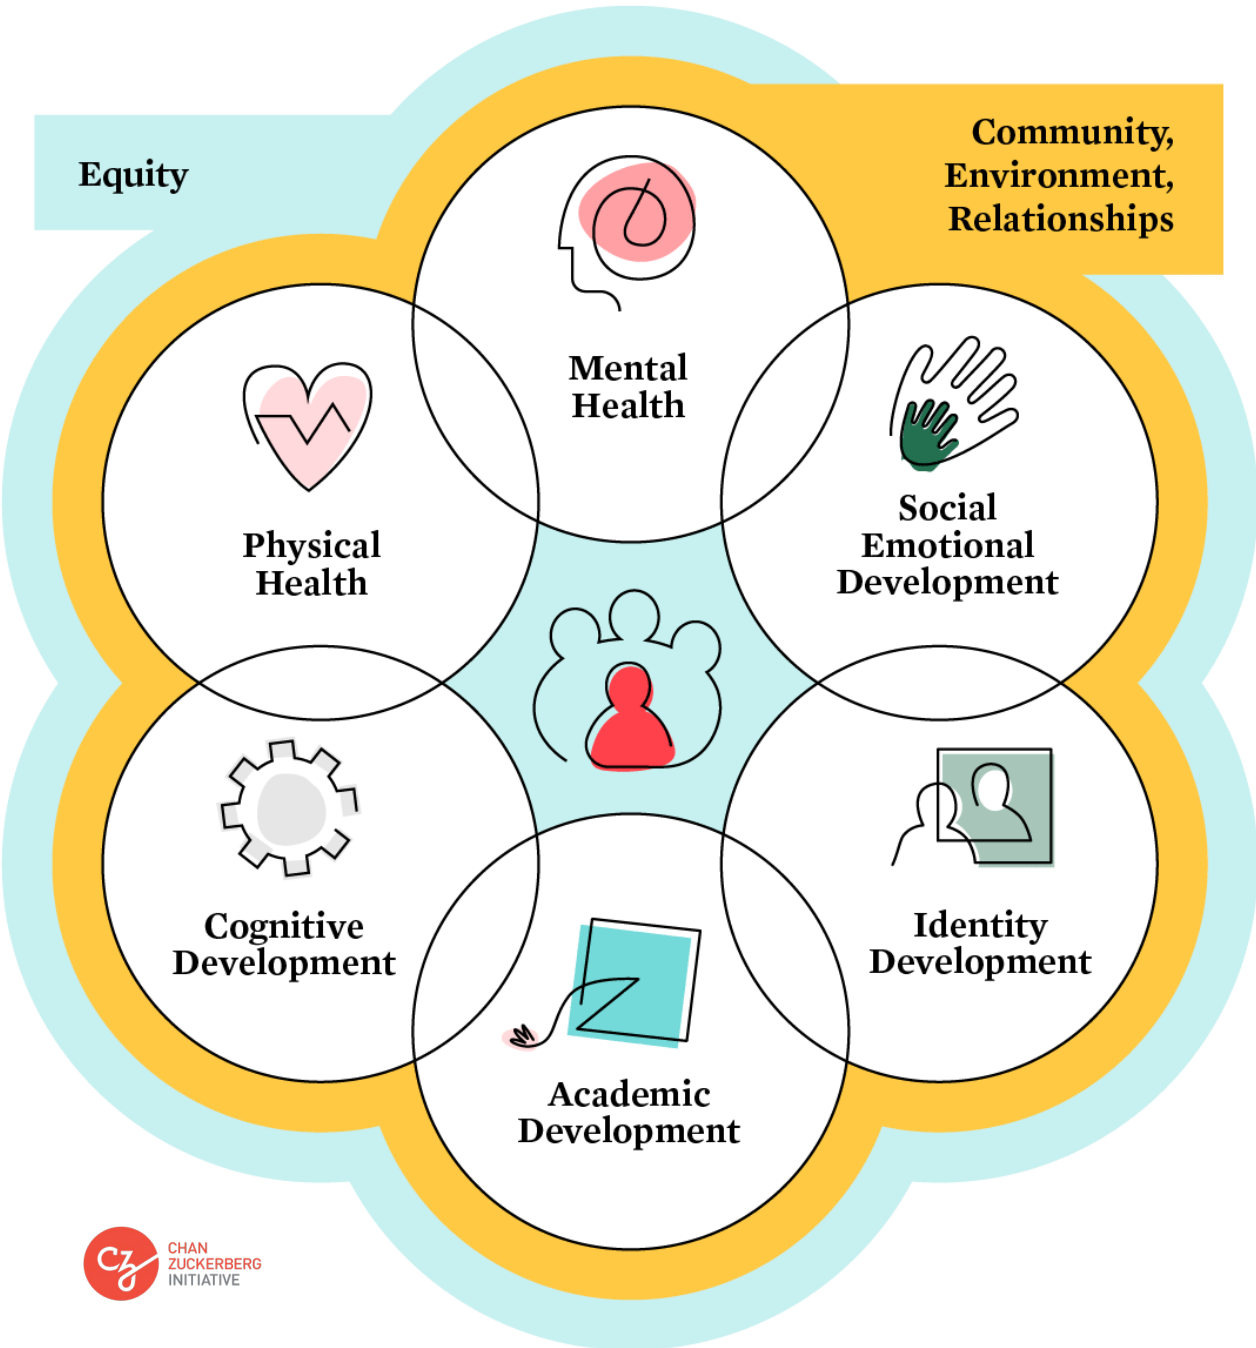 Equity
Community,
Environment,
Relationships
Mental
Health
Physical
Health
Social
Emotional
Development
Cognitive
Development
Identity
Development
Academic
Development
cz
CHAN
ZUCKERBERG
INITIATIVE